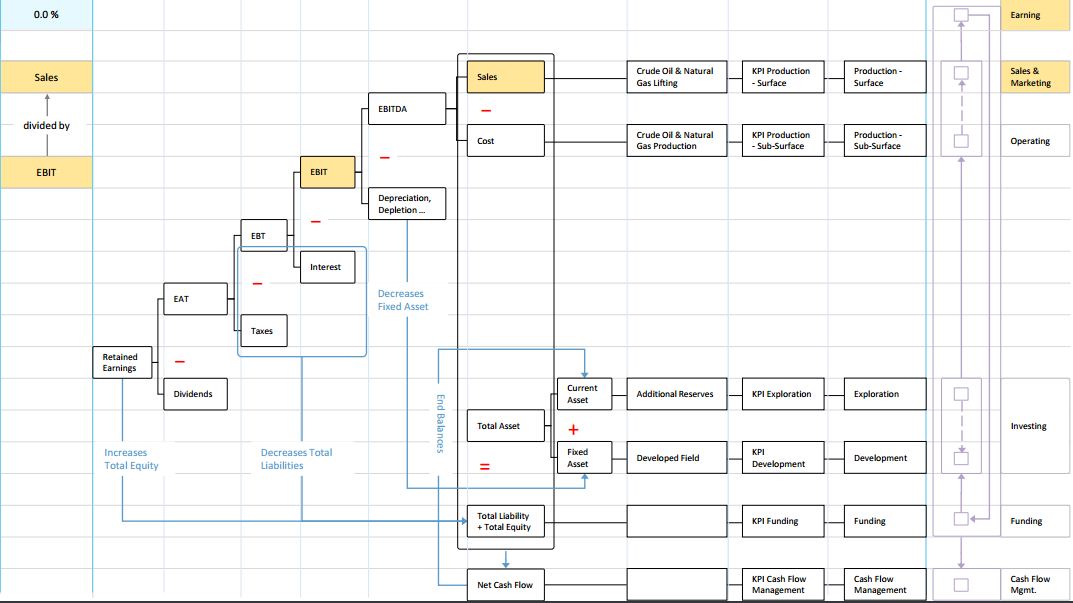 0.0 %
Earning
Sales
Sales
Crude Oil & Natural
Gas Lifting
KPI Production
- Surface
Production -
Surface
Sales &
Marketing
EBITDA
−
divided by
Cost
Crude Oil & Natural
Gas Production
KPI Production
- Sub-Surface
Production -
Sub-Surface
Operating
−
EBIT
EBIT
Depreciation,
Depletion ...
−
EBT
Interest
−
Decreases
Fixed Asset
EAT
Taxes
Retained
Earnings
−
Dividends
End Balances
Current
Asset
Additional Reserves
KPI Exploration
Exploration
Total Asset
+
Investing
Increases
Total Equity
Decreases Total
Liabilities
=
Fixed
Asset
Developed Field
KPI
Development
Development
Total Liability
+ Total Equity
KPI Funding
Funding
Funding
Net Cash Flow
KPI Cash Flow
Management
Cash Flow
Management
Cash Flow
Mgmt.